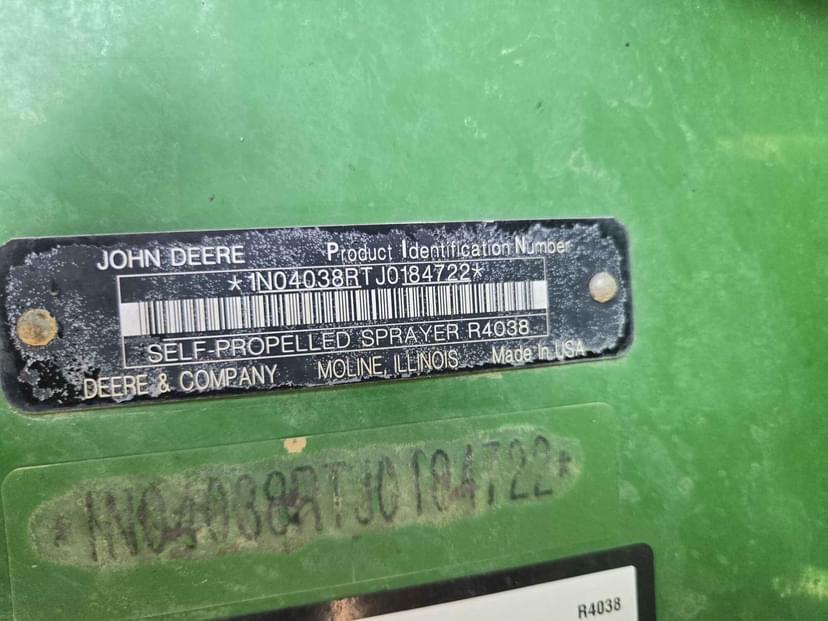 JOHN DEERE Product Identification Number
*1N04038RTJ0184722*
SELF-PROPELLED SPRAYER R4038
DEERE & COMPANY MOLINE, ILLINOIS Made In USA
*1N04038RTJ0184722*
R4038